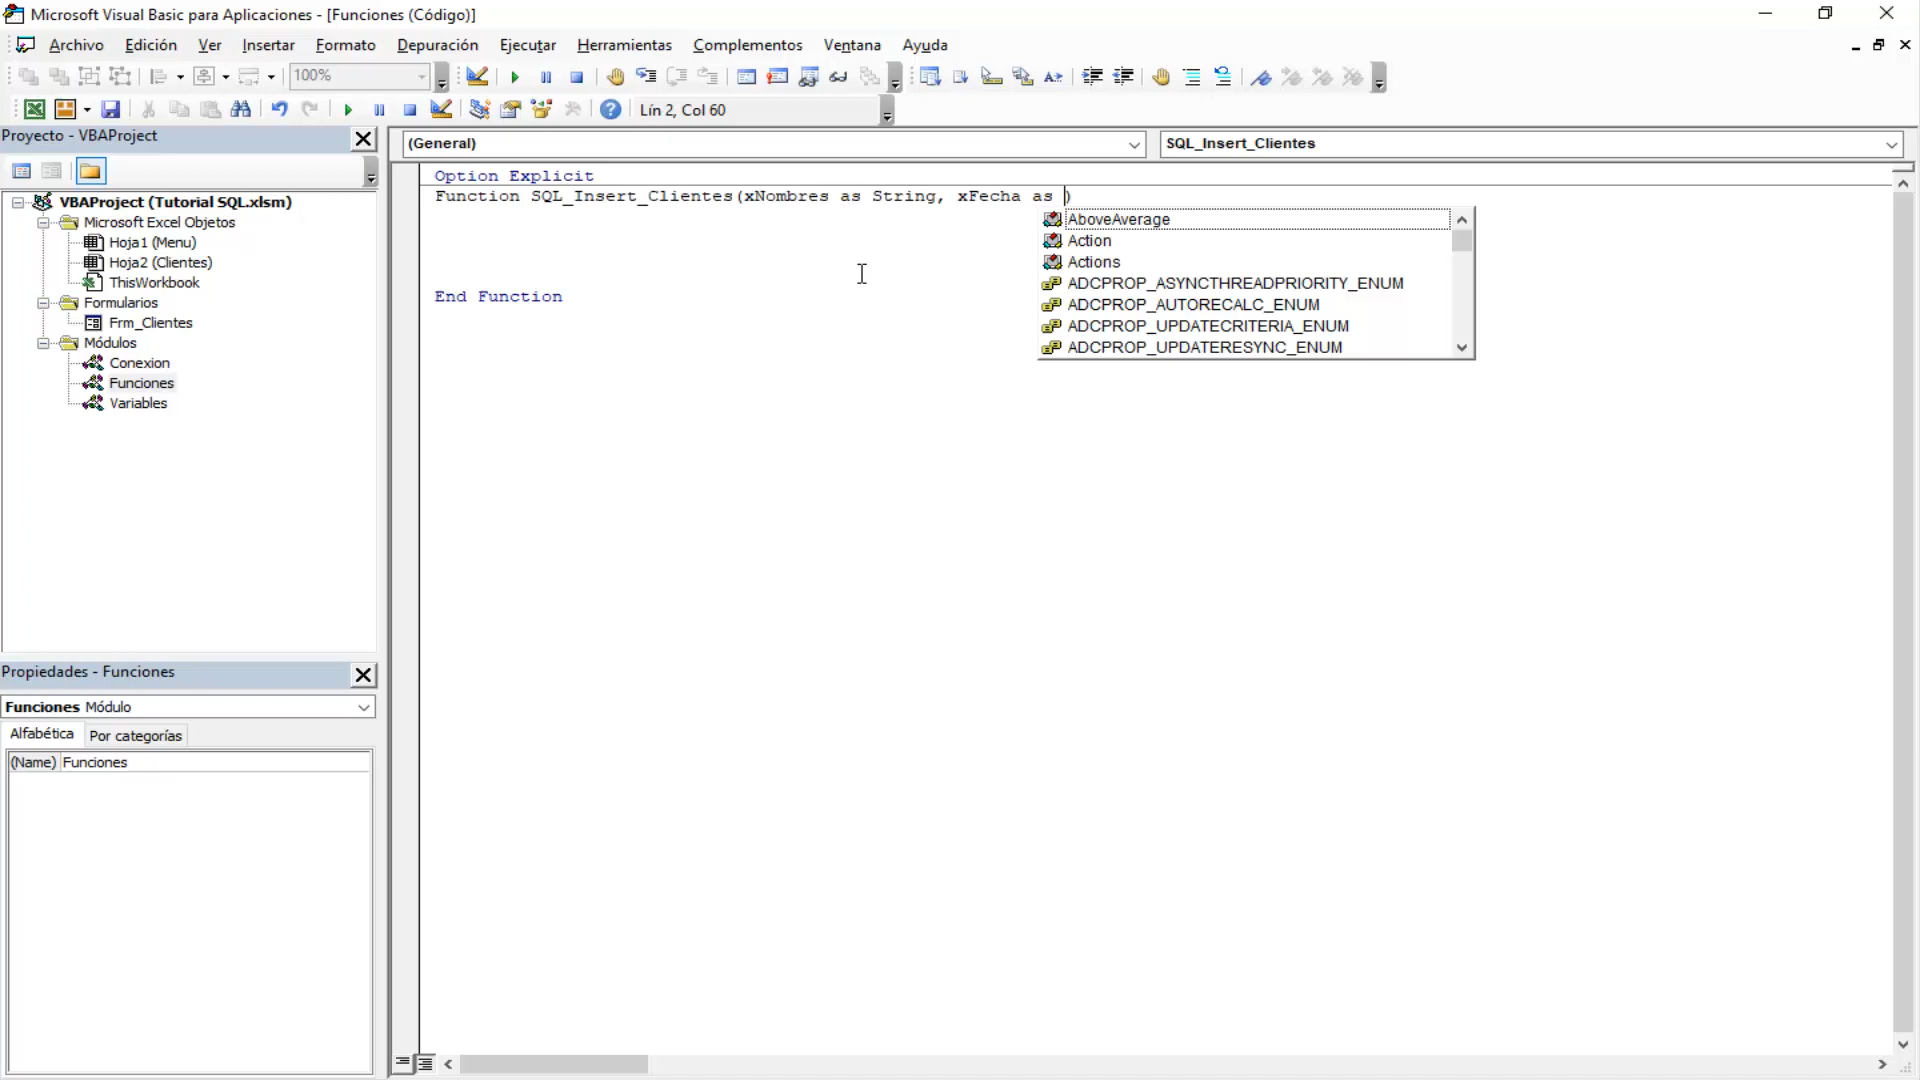 Microsoft Visual Basic para Aplicaciones - [Funciones (Código)]
Archivo Edición Ver Insertar Formato Depuración Ejecutar Herramientas Complementos Ventana Ayuda
100%
Lín 2, Col 60
Proyecto - VBAProject
(General)
SQL_Insert_Clientes
VBAProject (Tutorial SQL.xlsm)
Microsoft Excel Objetos
Hoja1 (Menu)
Hoja2 (Clientes)
ThisWorkbook
Formularios
Frm_Clientes
Módulos
Conexion
Funciones
Variables
Option Explicit
Function SQL_Insert_Clientes(xNombres as String, xFecha as )
End Function
AboveAverage
Action
Actions
ADCPROP_ASYNCTHREADPRIORITY_ENUM
ADCPROP_AUTORECALC_ENUM
ADCPROP_UPDATECRITERIA_ENUM
ADCPROP_UPDATERESYNC_ENUM
Propiedades - Funciones
Funciones Módulo
Alfabética Por categorías
(Name) Funciones